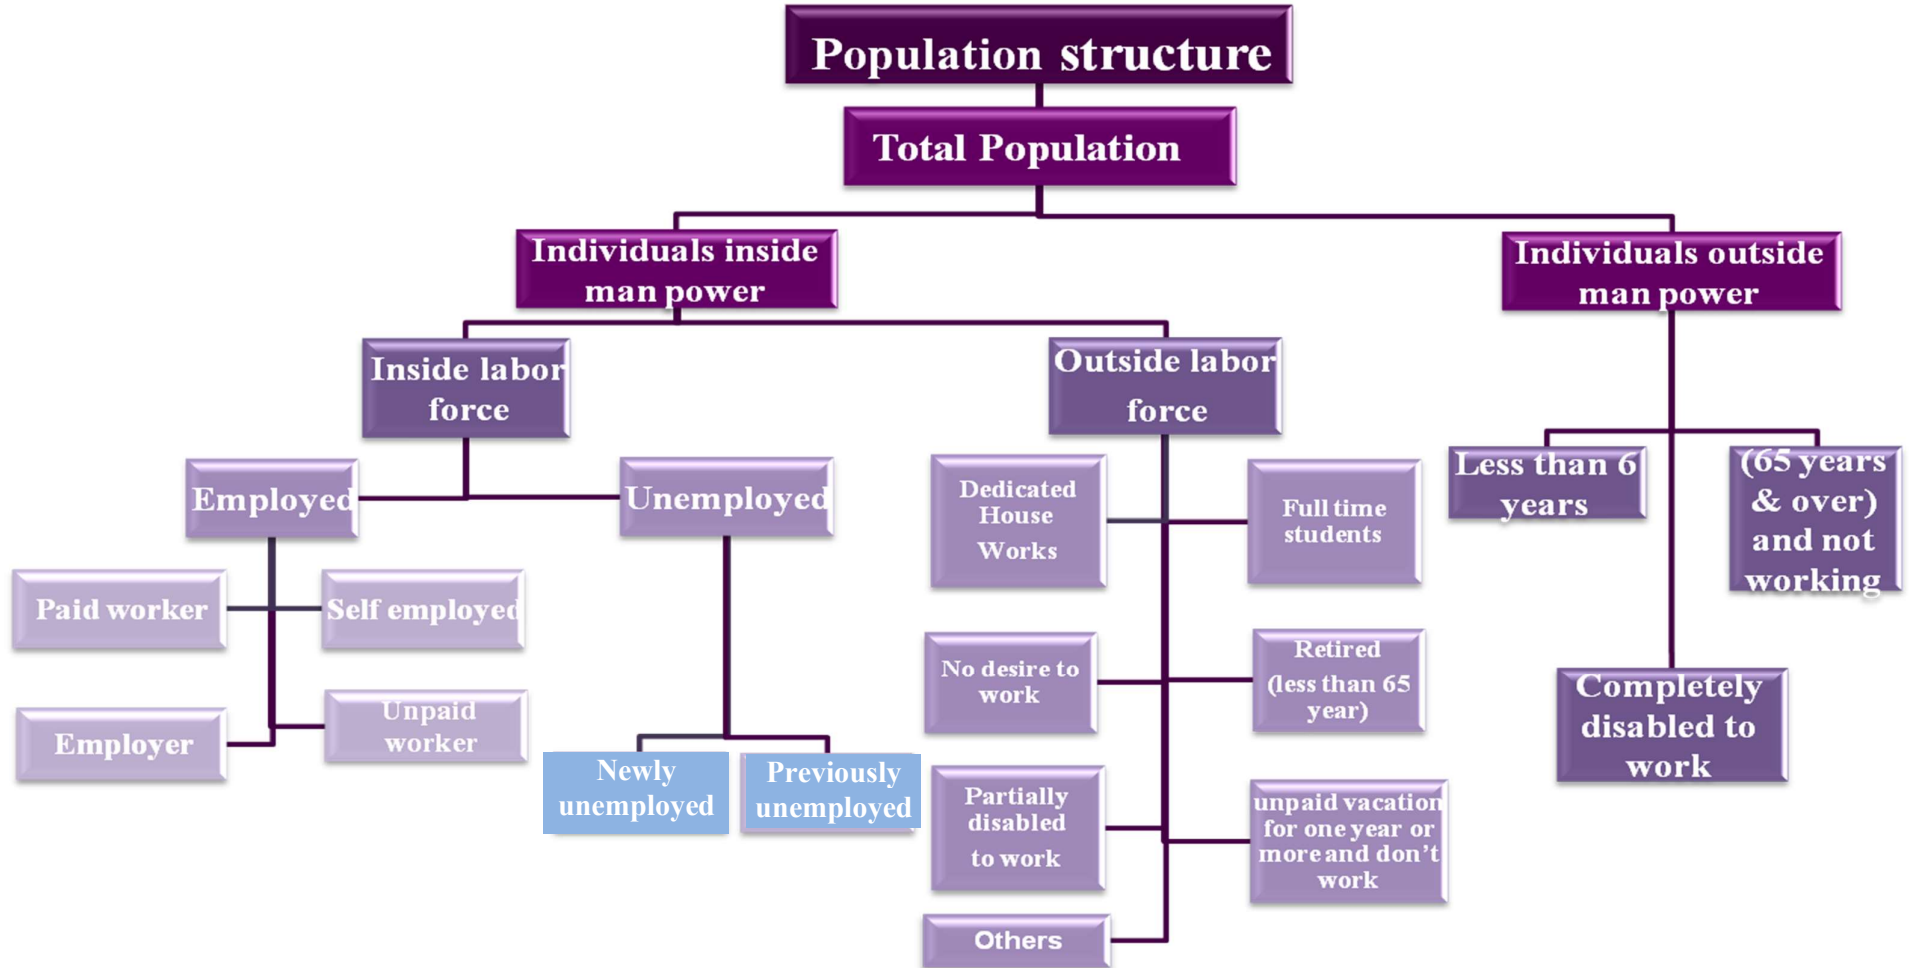 Population structure
Total Population
Individuals inside
man power
Individuals outside
man power
Inside labor
force
Outside labor
force
Employed
Unemployed
Paid worker
Self employed
Employer
Unpaid
worker
Newly
unemployed
Previously
unemployed
Dedicated
House
Works
Full time
students
No desire to
work
Retired
(less than 65
year)
Partially
disabled
to work
unpaid vacation
for one year or
more and don't
work
Others
Less than 6
years
(65 years
& over)
and not
working
Completely
disabled to
work